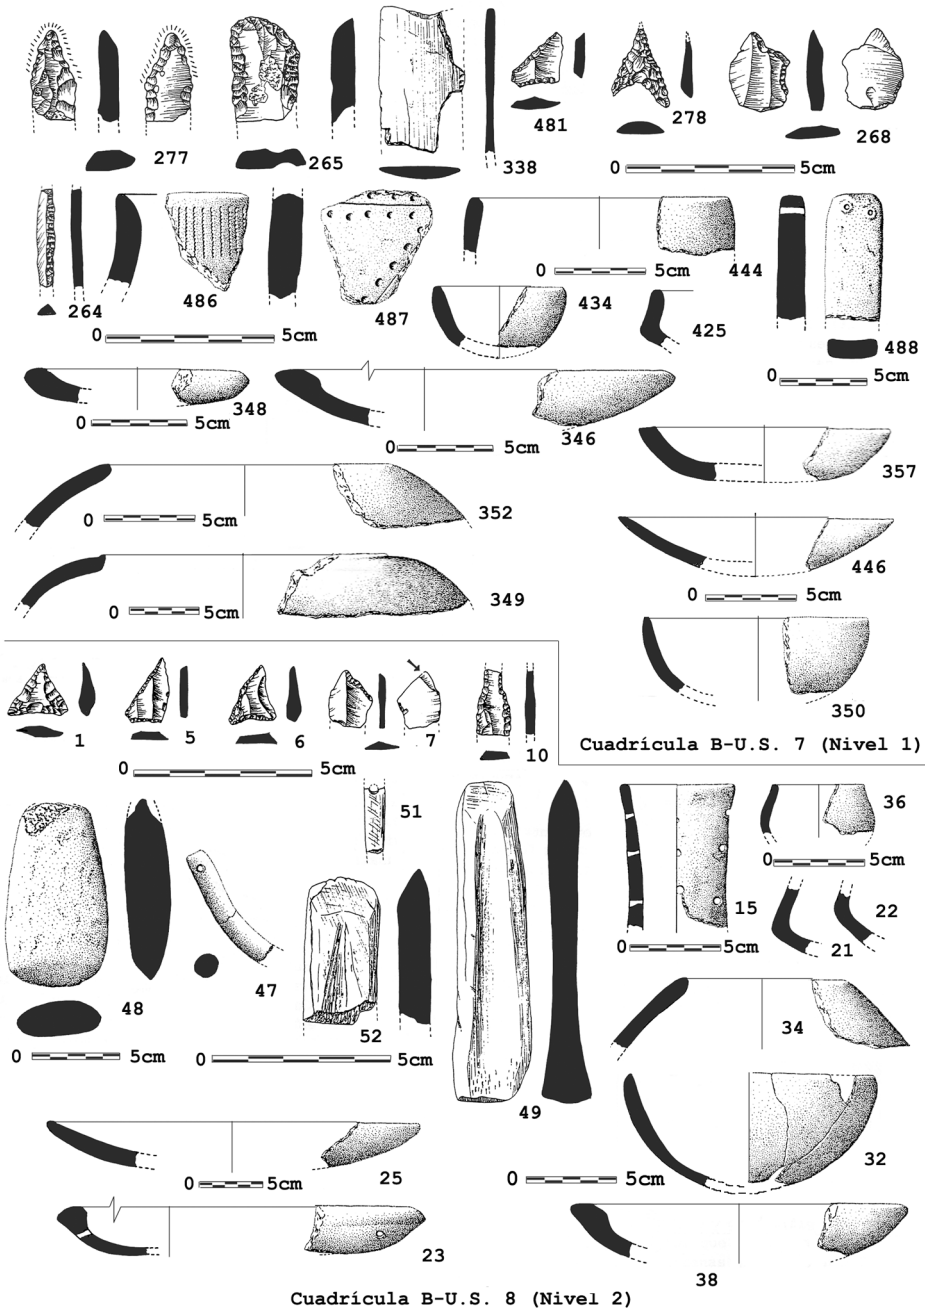 277
265
338
481
278
268
0 5cm
264
486
487
0 5cm
444
434
425
488
0 5cm
0 5cm
348
0 5cm
346
0 5cm
357
352
0 5cm
446
0 5cm
349
0 5cm
350
Cuadrícula B-U.S. 7 (Nivel 1)
1
5
6
7
10
0 5cm
51
36
0 5cm
15
0 5cm
22
21
48
47
52
0 5cm
0 5cm
49
34
32
0 5cm
25
0 5cm
23
38
Cuadrícula B-U.S. 8 (Nivel 2)